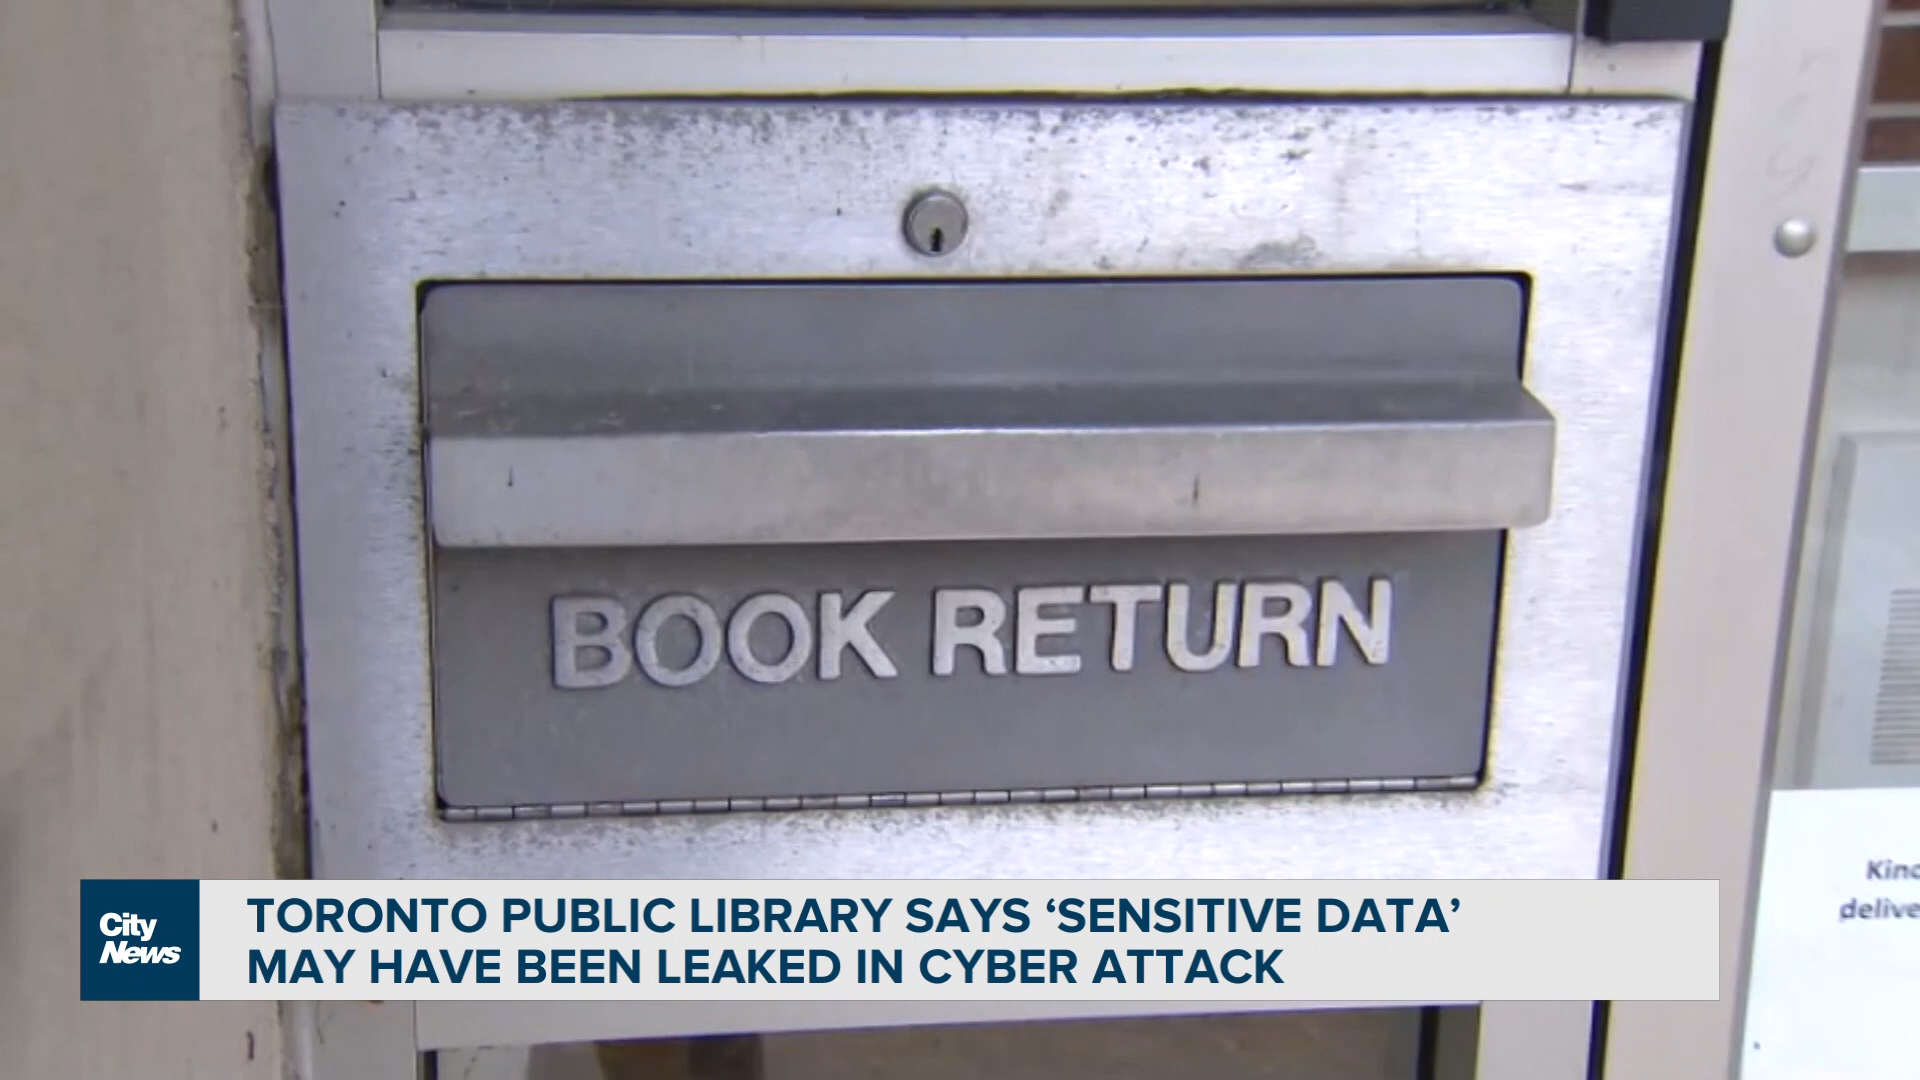 BOOK RETURN
City
News
TORONTO PUBLIC LIBRARY SAYS ‘SENSITIVE DATA’
MAY HAVE BEEN LEAKED IN CYBER ATTACK